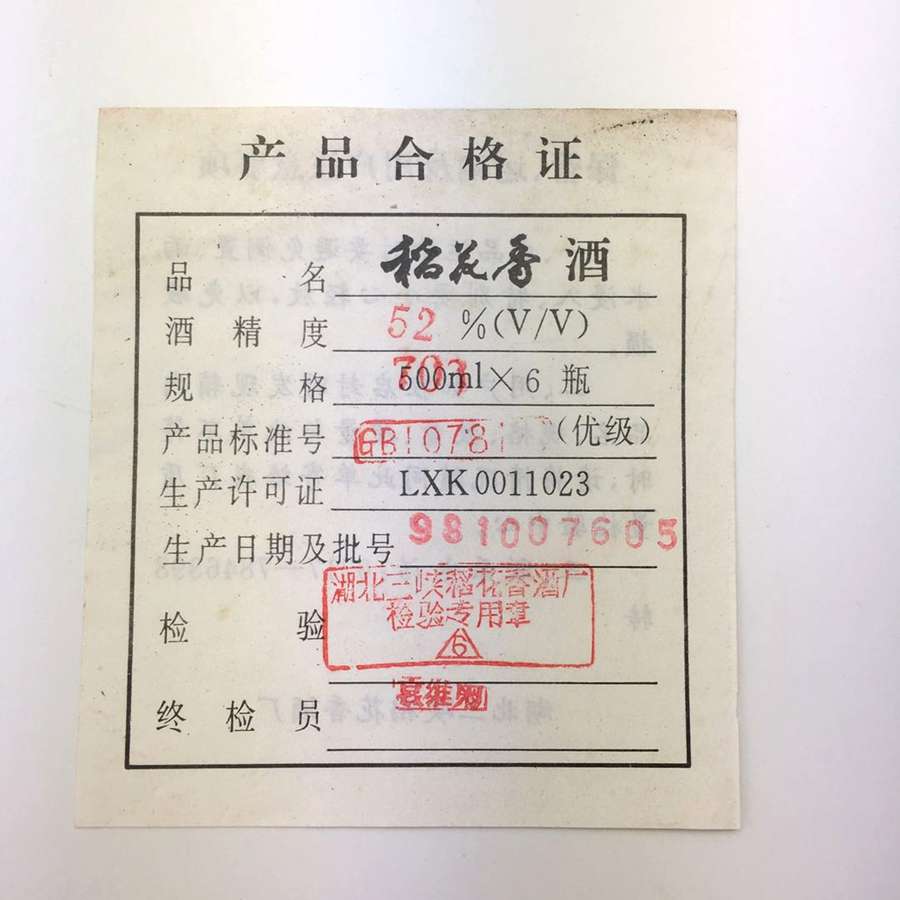 产品合格证
品名 稻花香酒
酒精度 52%(V/V)
规格 500ml×6瓶
产品标准号 GB10781 (优级)
生产许可证 LXK0011023
生产日期及批号 981007605
检验 湖北三峡稻花香酒厂
检验专用章
6
终检员